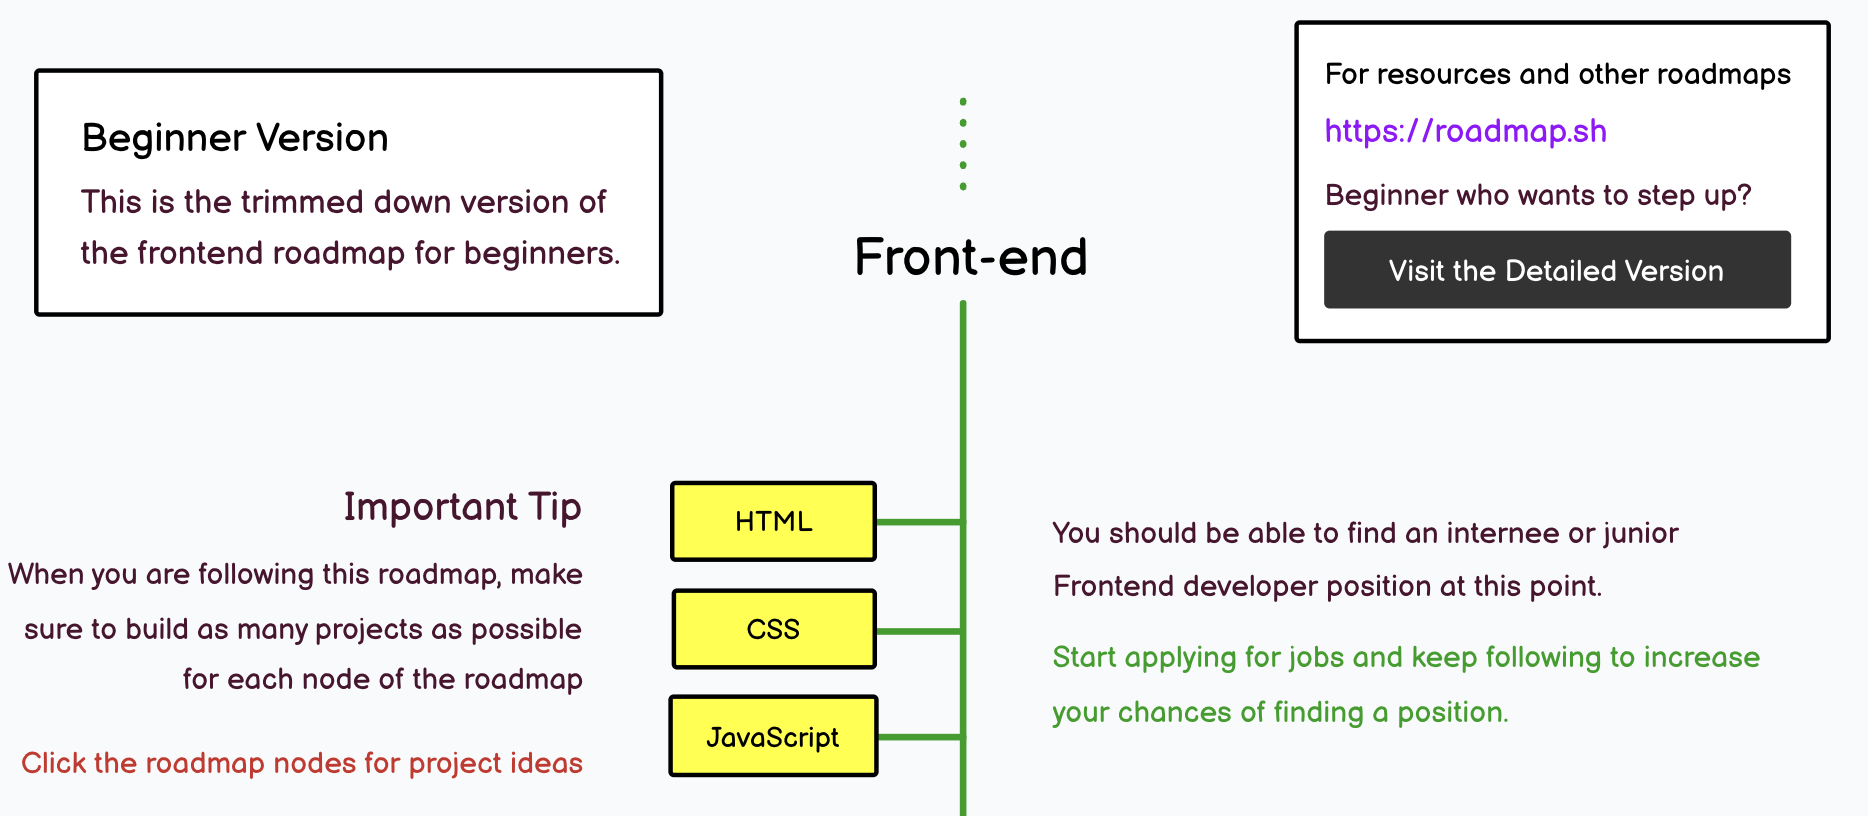 Beginner Version
This is the trimmed down version of
the frontend roadmap for beginners.
Front-end
For resources and other roadmaps
https://roadmap.sh
Beginner who wants to step up?
Visit the Detailed Version
Important Tip
When you are following this roadmap, make
sure to build as many projects as possible
for each node of the roadmap
Click the roadmap nodes for project ideas
HTML
CSS
JavaScript
You should be able to find an internee or junior
Frontend developer position at this point.
Start applying for jobs and keep following to increase
your chances of finding a position.